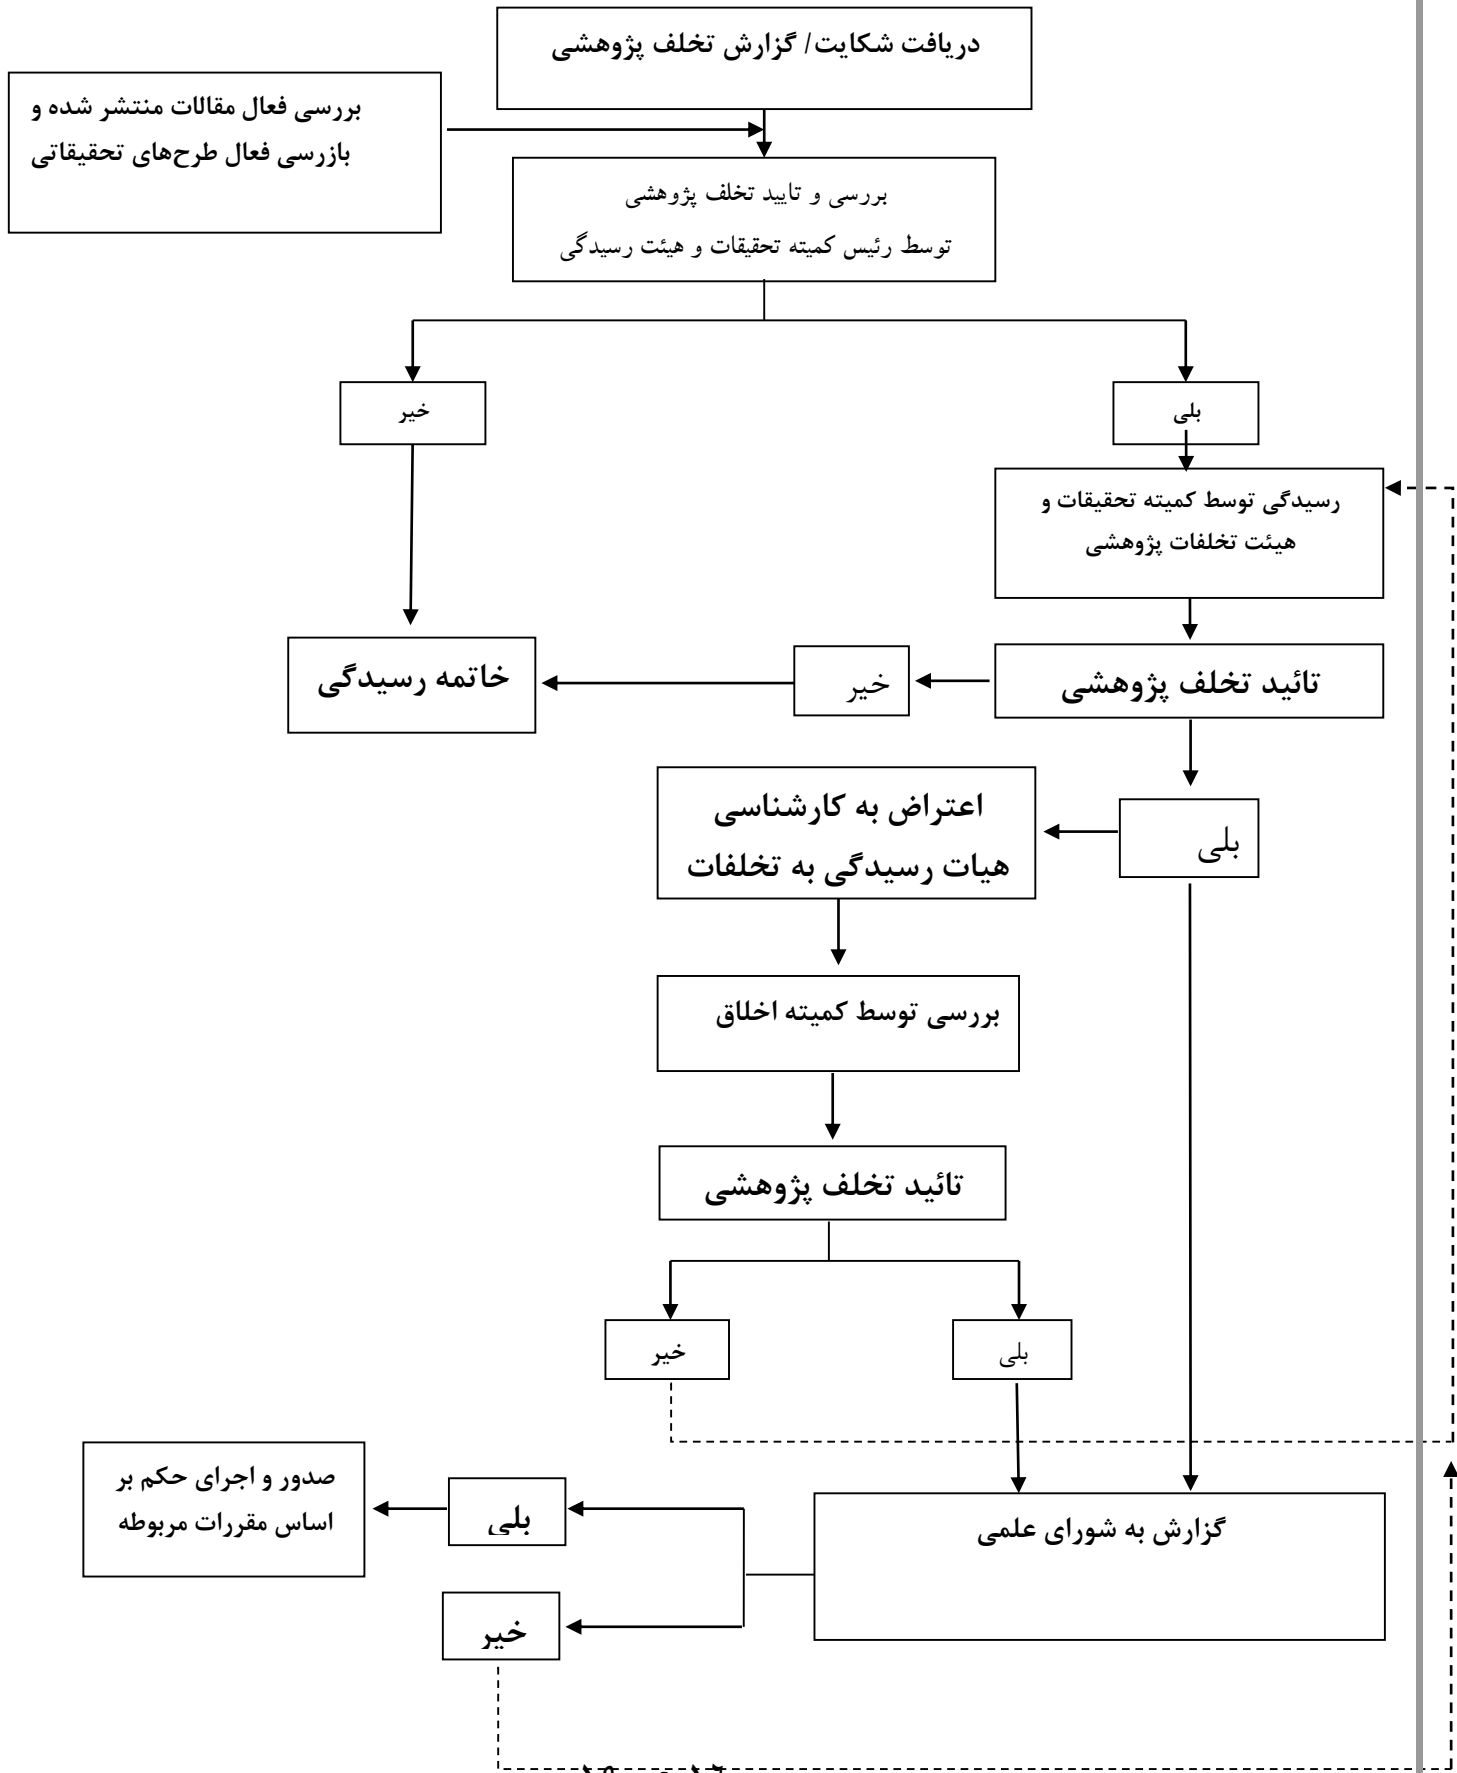 دریافت شکایت/ گزارش تخلف پژوهشی
بررسی فعال مقالات منتشر شده و
بازرسی فعال طرح‌های تحقیقاتی
بررسی و تایید تخلف پژوهشی
توسط رئیس کمیته تحقیقات و هیئت رسیدگی
خیر
بلی
رسیدگی توسط کمیته تحقیقات و
هیئت تخلفات پژوهشی
تائید تخلف پژوهشی
خیر
خاتمه رسیدگی
بلی
اعتراض به کارشناسی
هیات رسیدگی به تخلفات
بررسی توسط کمیته اخلاق
تائید تخلف پژوهشی
خیر
بلی
گزارش به شورای علمی
بلی
صدور و اجرای حکم بر
اساس مقررات مربوطه
خیر